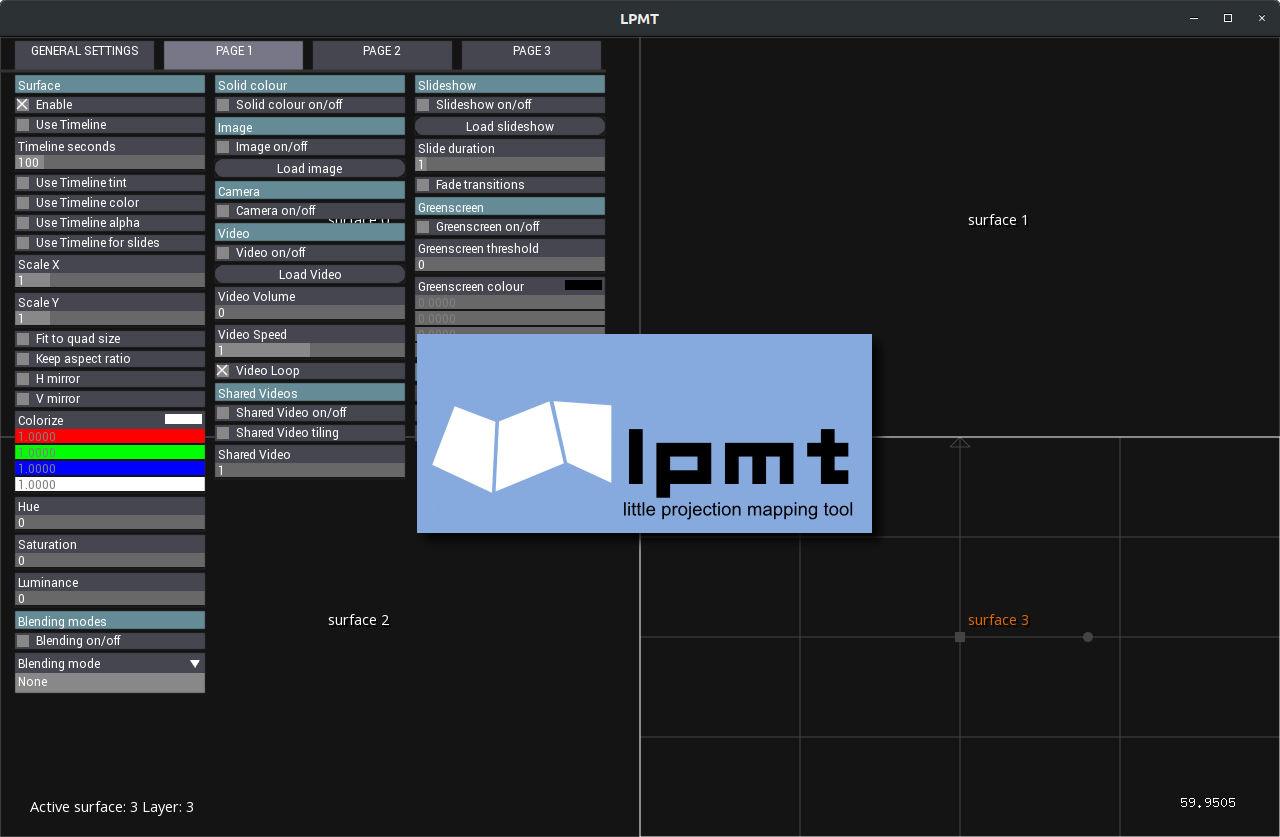 LPMT
GENERAL SETTINGS
PAGE 1
PAGE 2
PAGE 3
Surface
Enable
Use Timeline
Timeline seconds
100
Use Timeline tint
Use Timeline color
Use Timeline alpha
Use Timeline for slides
Scale X
1
Scale Y
1
Fit to quad size
Keep aspect ratio
H mirror
V mirror
Colorize
1.0000
1.0000
1.0000
1.0000
Hue
0
Saturation
0
Luminance
0
Blending modes
Blending on/off
Blending mode
None
Solid colour
Solid colour on/off
Image
Image on/off
Load image
Camera
Camera on/off
surface 0
Video
Video on/off
Load Video
Video Volume
0
Video Speed
1
Video Loop
Shared Videos
Shared Video on/off
Shared Video tiling
Shared Video
1
Slideshow
Slideshow on/off
Load slideshow
Slide duration
1
Fade transitions
Greenscreen
Greenscreen on/off
Greenscreen threshold
0
Greenscreen colour
0.0000
0.0000
0.0000
surface 1
lpmt
little projection mapping tool
surface 2
surface 3
Active surface: 3 Layer: 3
59.9505